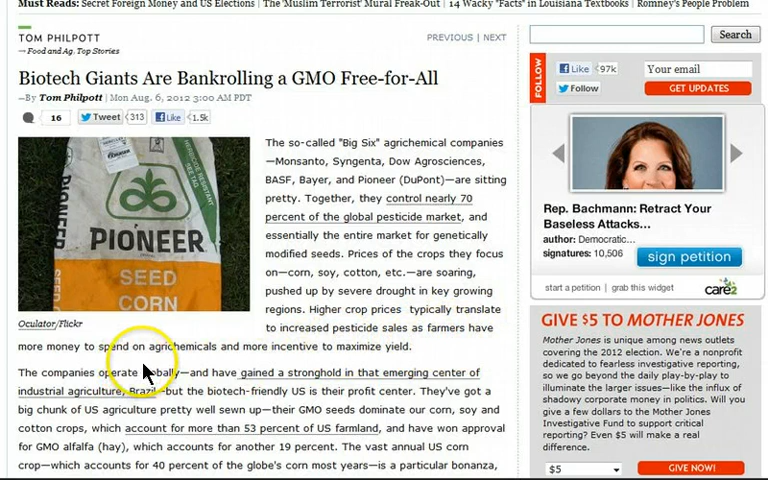 Must Reads: Secret Foreign Money and US Elections | The 'Muslim Terrorist' Mural Freak-Out | 14 Wacky "Facts" in Louisiana Textbooks | Romney's People Problem
TOM PHILPOTT
→ Food and Ag, Top Stories
PREVIOUS | NEXT
Biotech Giants Are Bankrolling a GMO Free-for-All
—By Tom Philpott | Mon Aug. 6, 2012 3:00 AM PDT
16 Tweet 313 Like 1.5k
PIONEER
PIONEER
SEED
CORN
HERBICIDE RESISTANT
Oculator/Flickr
The so-called "Big Six" agrichemical companies
—Monsanto, Syngenta, Dow Agrosciences,
BASF, Bayer, and Pioneer (DuPont)—are sitting
pretty. Together, they control nearly 70
percent of the global pesticide market, and
essentially the entire market for genetically
modified seeds. Prices of the crops they focus
on—corn, soy, cotton, etc.—are soaring,
pushed up by severe drought in key growing
regions. Higher crop prices typically translate
to increased pesticide sales as farmers have
more money to spend on agrichemicals and more incentive to maximize yield.
The companies operate globally—and have gained a stronghold in that emerging center of
industrial agriculture, Brazil—but the biotech-friendly US is their profit center. They've got a
big chunk of US agriculture pretty well sewn up—their GMO seeds dominate our corn, soy and
cotton crops, which account for more than 53 percent of US farmland, and have won approval
for GMO alfalfa (hay), which accounts for another 19 percent. The vast annual US corn
crop—which accounts for 40 percent of the globe's corn most years—is a particular bonanza,
Search
FOLLOW
Like 97k
Your email
Follow
GET UPDATES
Rep. Bachmann: Retract Your
Baseless Attacks...
author: Democratic...
signatures: 10,506
sign petition
start a petition | grab this widget
care2
GIVE $5 TO MOTHER JONES
Mother Jones is unique among news outlets
covering the 2012 election. We're a nonprofit
dedicated to fearless investigative reporting,
so we go beyond the daily play-by-play to
illuminate the larger issues—like the influx of
shadowy corporate money in politics. Will you
give a few dollars to the Mother Jones
Investigative Fund to support critical
reporting? Even $5 will make a real
difference.
$5
GIVE NOW!